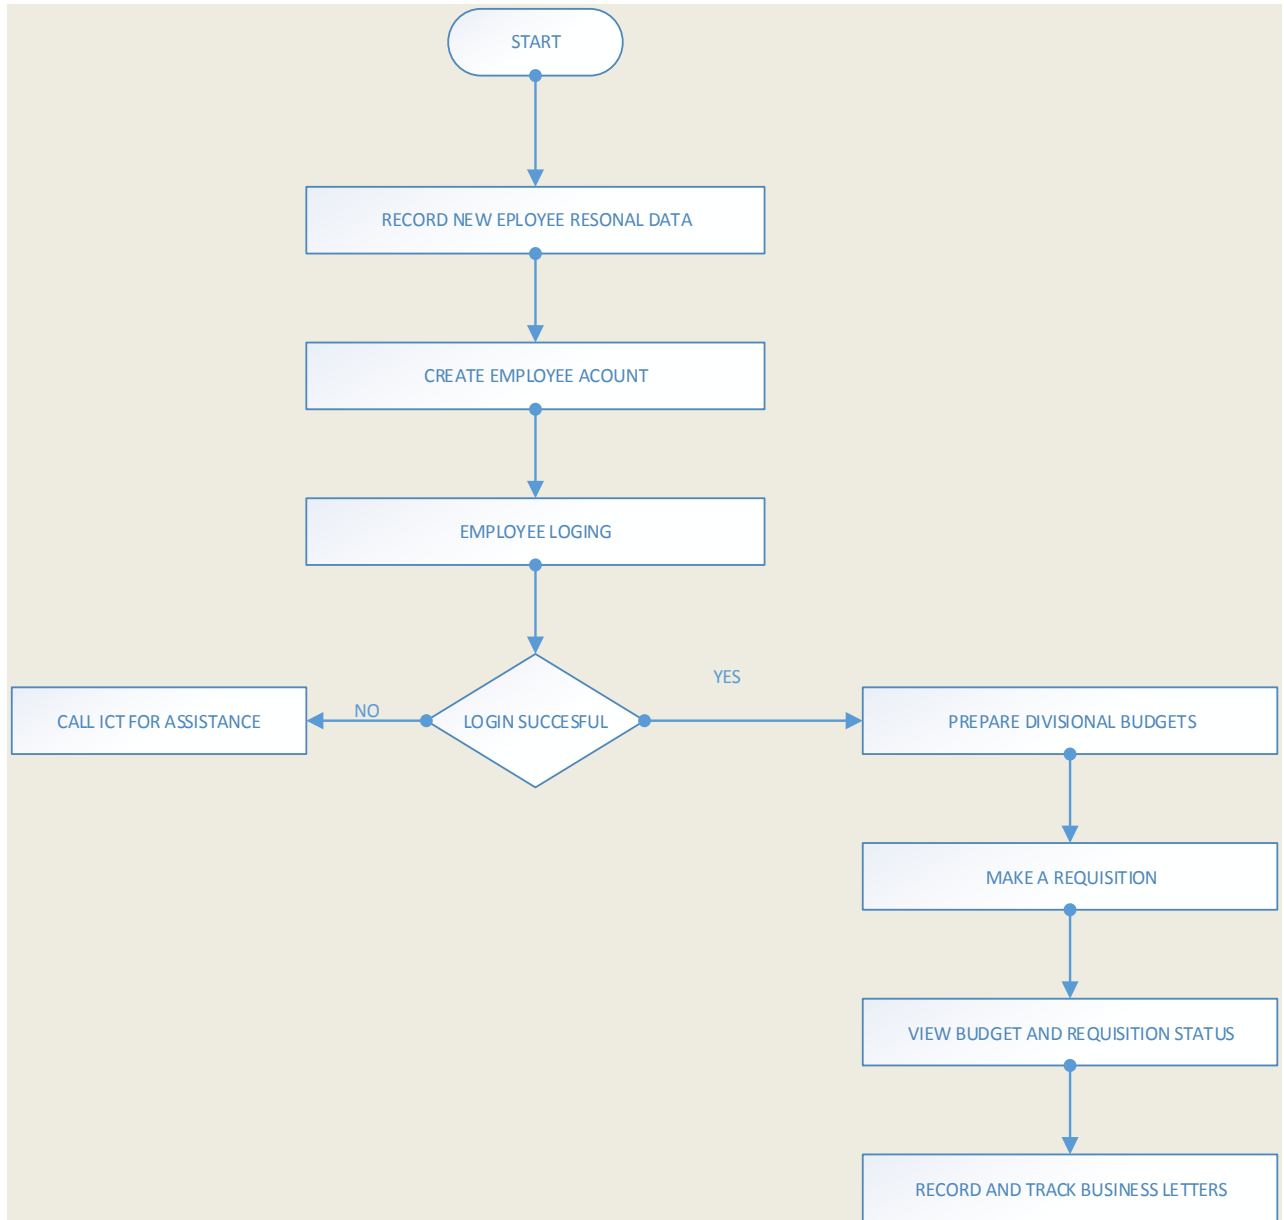 START
RECORD NEW EPLOYEE RESONAL DATA
CREATE EMPLOYEE ACOUNT
EMPLOYEE LOGING
YES
CALL ICT FOR ASSISTANCE
NO
LOGIN SUCCESFUL
PREPARE DIVISIONAL BUDGETS
MAKE A REQUISITION
VIEW BUDGET AND REQUISITION STATUS
RECORD AND TRACK BUSINESS LETTERS